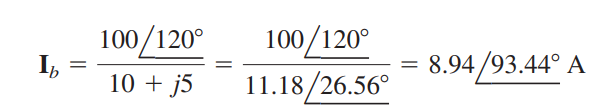 I_b = 100/120° / 10 + j5 = 100/120° / 11.18/26.56° = 8.94/93.44° A